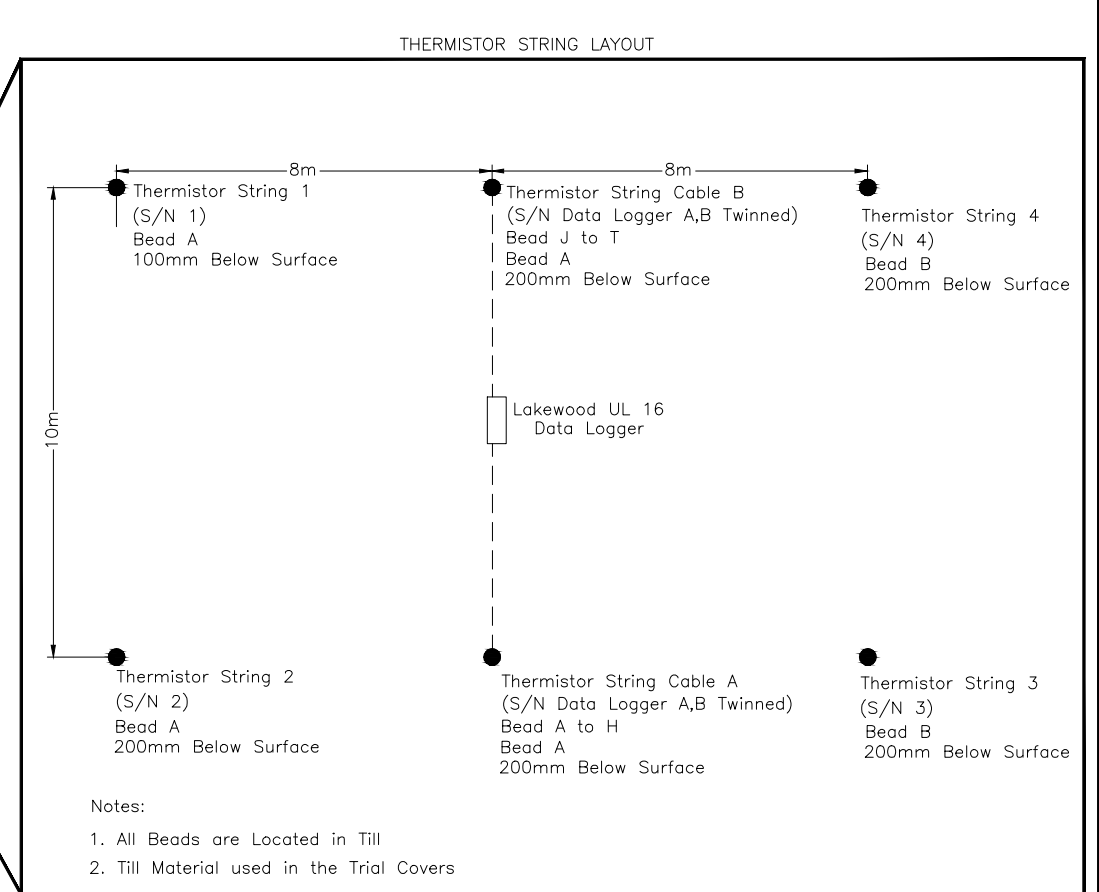 THERMISTOR STRING LAYOUT
8m
8m
Thermistor String 1
(S/N 1)
Bead A
100mm Below Surface
Thermistor String Cable B
(S/N Data Logger A,B Twinned)
Bead J to T
Bead A
200mm Below Surface
Thermistor String 4
(S/N 4)
Bead B
200mm Below Surface
10m
Lakewood UL 16
Data Logger
Thermistor String 2
(S/N 2)
Bead A
200mm Below Surface
Thermistor String Cable A
(S/N Data Logger A,B Twinned)
Bead A to H
Bead A
200mm Below Surface
Thermistor String 3
(S/N 3)
Bead B
200mm Below Surface
Notes:
1. All Beads are Located in Till
2. Till Material used in the Trial Covers